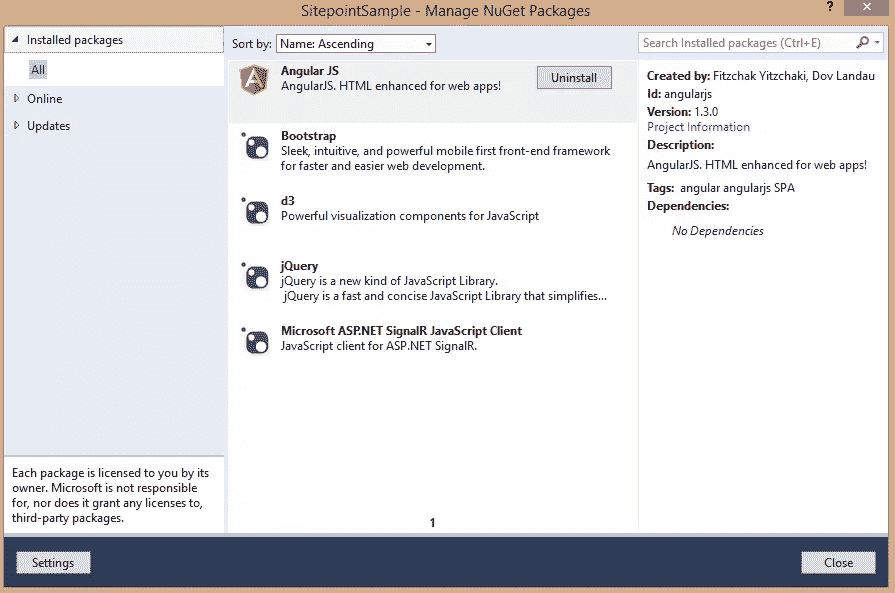 SitepointSample - Manage NuGet Packages
?
Installed packages
All
Online
Updates
Each package is licensed to you by its
owner. Microsoft is not responsible
for, nor does it grant any licenses to,
third-party packages.
Sort by: Name: Ascending
Angular JS
AngularJS. HTML enhanced for web apps!
Uninstall
Bootstrap
Sleek, intuitive, and powerful mobile first front-end framework
for faster and easier web development.
d3
Powerful visualization components for JavaScript
jQuery
jQuery is a new kind of JavaScript Library.
jQuery is a fast and concise JavaScript Library that simplifies...
Microsoft ASP.NET SignalR JavaScript Client
JavaScript client for ASP.NET SignalR.
1
Search Installed packages (Ctrl+E)
Created by: Fitzchak Yitzchaki, Dov Landau
Id: angularjs
Version: 1.3.0
Project Information
Description:
AngularJS. HTML enhanced for web apps!
Tags: angular angularjs SPA
Dependencies:
No Dependencies
Settings
Close